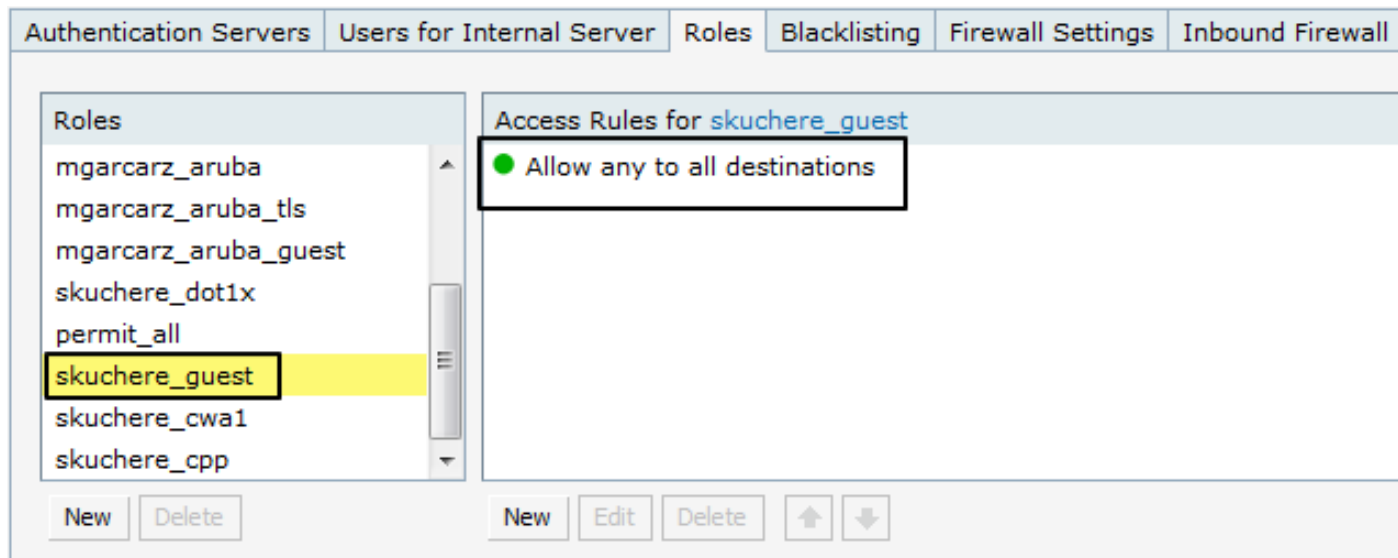 Authentication Servers Users for Internal Server Roles Blacklisting Firewall Settings Inbound Firewall
Roles
mgarcarz_aruba
mgarcarz_aruba_tls
mgarcarz_aruba_guest
skuchere_dot1x
permit_all
skuchere_guest
skuchere_cwa1
skuchere_cpp
New Delete
Access Rules for skuchere_guest
Allow any to all destinations
New Edit Delete